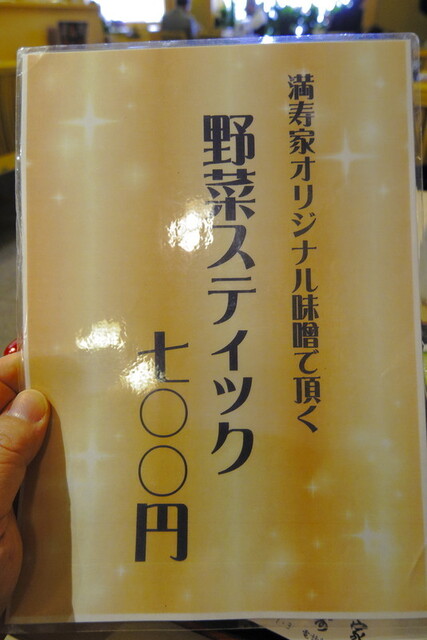 満寿家オリジナル味噌で頂く
野菜スティック
七〇〇円